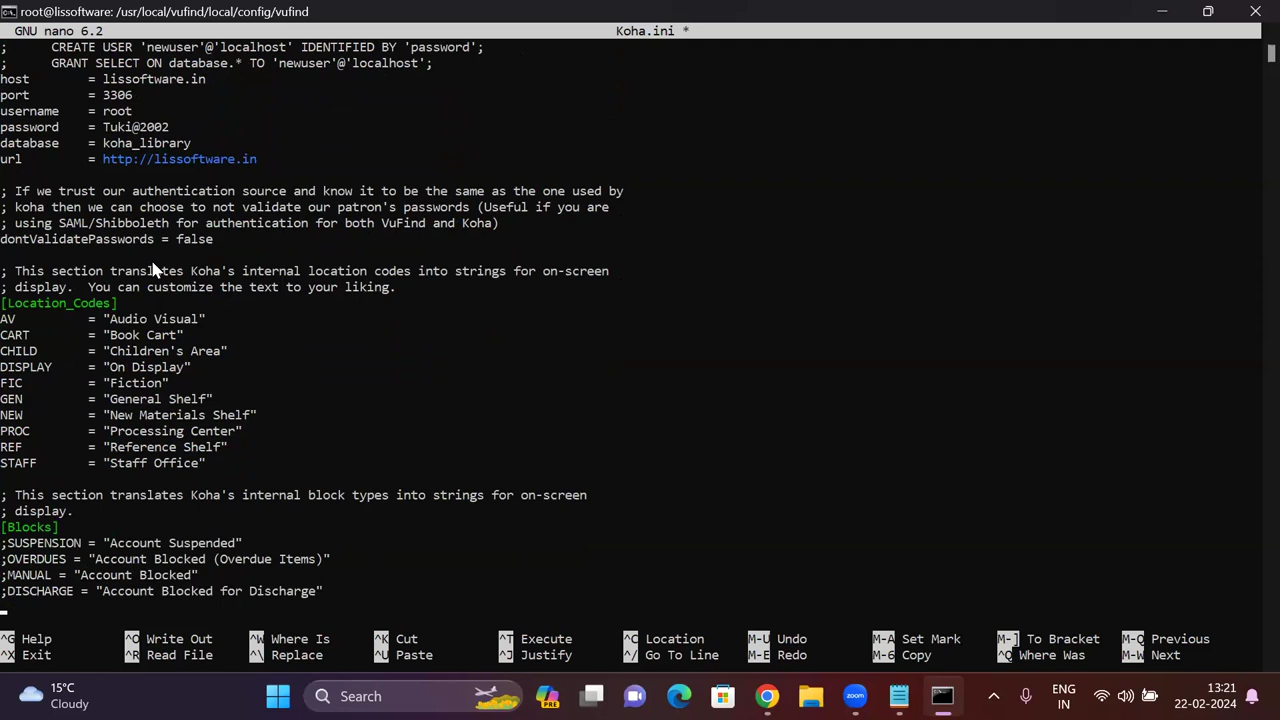 root@lissoftware: /usr/local/vufind/local/config/vufind
GNU nano 6.2 Koha.ini *
; CREATE USER 'newuser'@'localhost' IDENTIFIED BY 'password';
; GRANT SELECT ON database.* TO 'newuser'@'localhost';
host = lissoftware.in
port = 3306
username = root
password = Tuki@2002
database = koha_library
url = http://lissoftware.in
; If we trust our authentication source and know it to be the same as the one used by
; koha then we can choose to not validate our patron's passwords (Useful if you are
; using SAML/Shibboleth for authentication for both VuFind and Koha)
dontValidatePasswords = false
; This section translates Koha's internal location codes into strings for on-screen
; display. You can customize the text to your liking.
[Location_Codes]
AV = "Audio Visual"
CART = "Book Cart"
CHILD = "Children's Area"
DISPLAY = "On Display"
FIC = "Fiction"
GEN = "General Shelf"
NEW = "New Materials Shelf"
PROC = "Processing Center"
REF = "Reference Shelf"
STAFF = "Staff Office"
; This section translates Koha's internal block types into strings for on-screen
; display.
[Blocks]
;SUSPENSION = "Account Suspended"
;OVERDUES = "Account Blocked (Overdue Items)"
;MANUAL = "Account Blocked"
;DISCHARGE = "Account Blocked for Discharge"
^G Help ^O Write Out ^W Where Is ^K Cut ^T Execute ^C Location M-U Undo M-A Set Mark M-] To Bracket M-Q Previous
^X Exit ^R Read File ^\ Replace ^U Paste ^J Justify ^/ Go To Line M-E Redo M-6 Copy ^Q Where Was M-W Next
15°C
Cloudy
Search
PRE
ENG
IN
13:21
22-02-2024